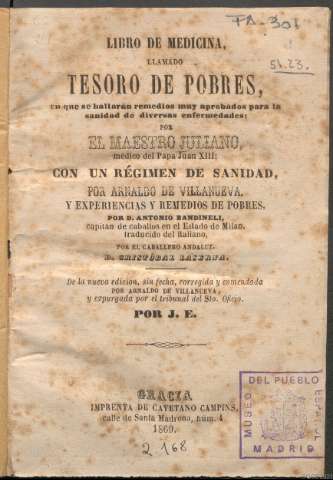 FA-301
LIBRO DE MEDICINA,
LLAMADO
51.23.
TESORO DE POBRES,
en que se hallarán remedios muy aprobados para la
sanidad de diversas enfermedades;
POR
EL MAESTRO JULIANO,
médico del Papa Juan XIII;
CON UN RÉGIMEN DE SANIDAD,
POR ARNALDO DE VILLANUEVA.
Y EXPERIENCIAS Y REMEDIOS DE POBRES,
POR D. ANTONIO BANDINELI,
capitan de caballos en el Estado de Milan,
traducido del Italiano,
POR EL CABALLERO ANDALUZ.
D. CRISTÓBAL LASERNA.
De la nueva edicion, sin fecha, corregida y enmendada
POR ARNALDO DE VILLANUEVA,
y expurgada por el tribunal del Sto. Oficio.
POR J. E.
GRACIA
IMPRENTA DE CAYETANO CAMPINS,
calle de Santa Madrona, núm. 4
1869.
2168
MUSEO DEL PUEBLO ESPAÑOL
MADRID